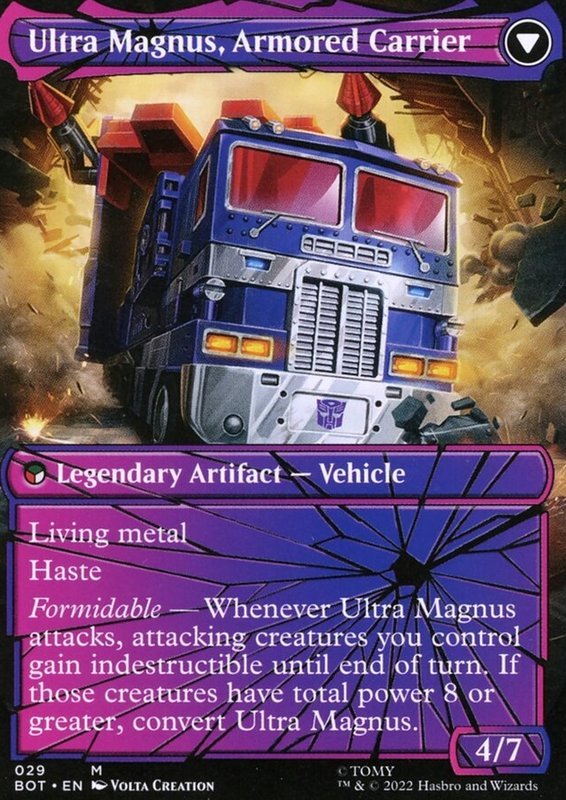 Ultra Magnus, Armored Carrier
Legendary Artifact — Vehicle
Living metal
Haste
Formidable — Whenever Ultra Magnus
attacks, attacking creatures you control
gain indestructible until end of turn. If
those creatures have total power 8 or
greater, convert Ultra Magnus.
4/7
029 M
BOT • EN Volta Creation
© TOMY
™ & © 2022 Hasbro and Wizards